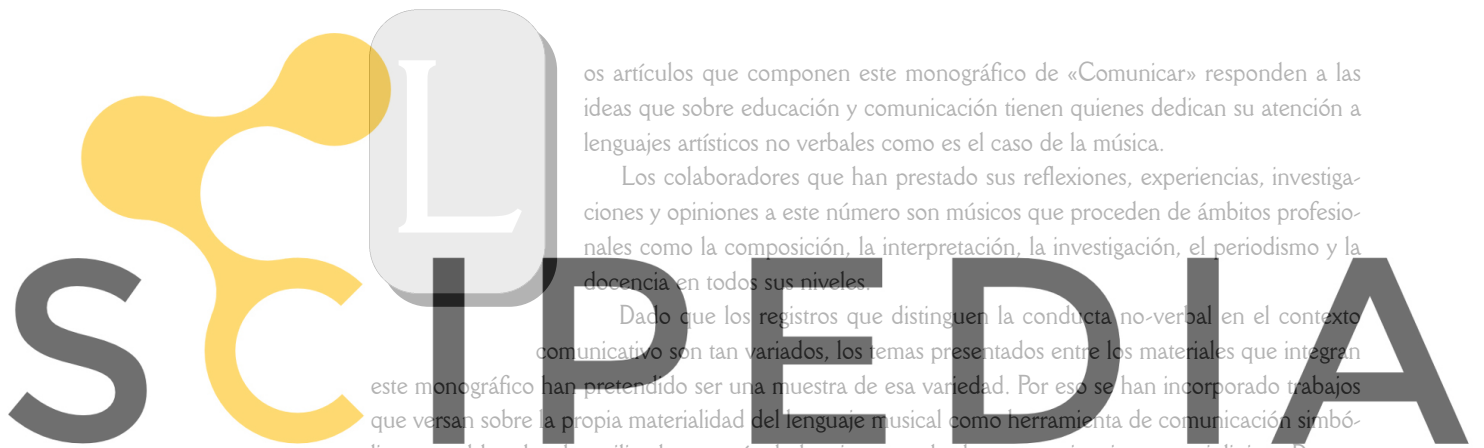 L
os artículos que componen este monográfico de «Comunicar» responden a las
ideas que sobre educación y comunicación tienen quienes dedican su atención a
lenguajes artísticos no verbales como es el caso de la música.
Los colaboradores que han prestado sus reflexiones, experiencias, investiga-
ciones y opiniones a este número son músicos que proceden de ámbitos profesio-
nales como la composición, la interpretación, la investigación, el periodismo y la
docencia en todos sus niveles.
Dado que los registros que distinguen la conducta no-verbal en el contexto
comunicativo son tan variados, los temas presentados entre los materiales que integran
este monográfico han pretendido ser una muestra de esa variedad. Por eso se han incorporado trabajos
que versan sobre la propia materialidad del lenguaje musical como herramienta de comunicación simbó-
SCIPEDIA